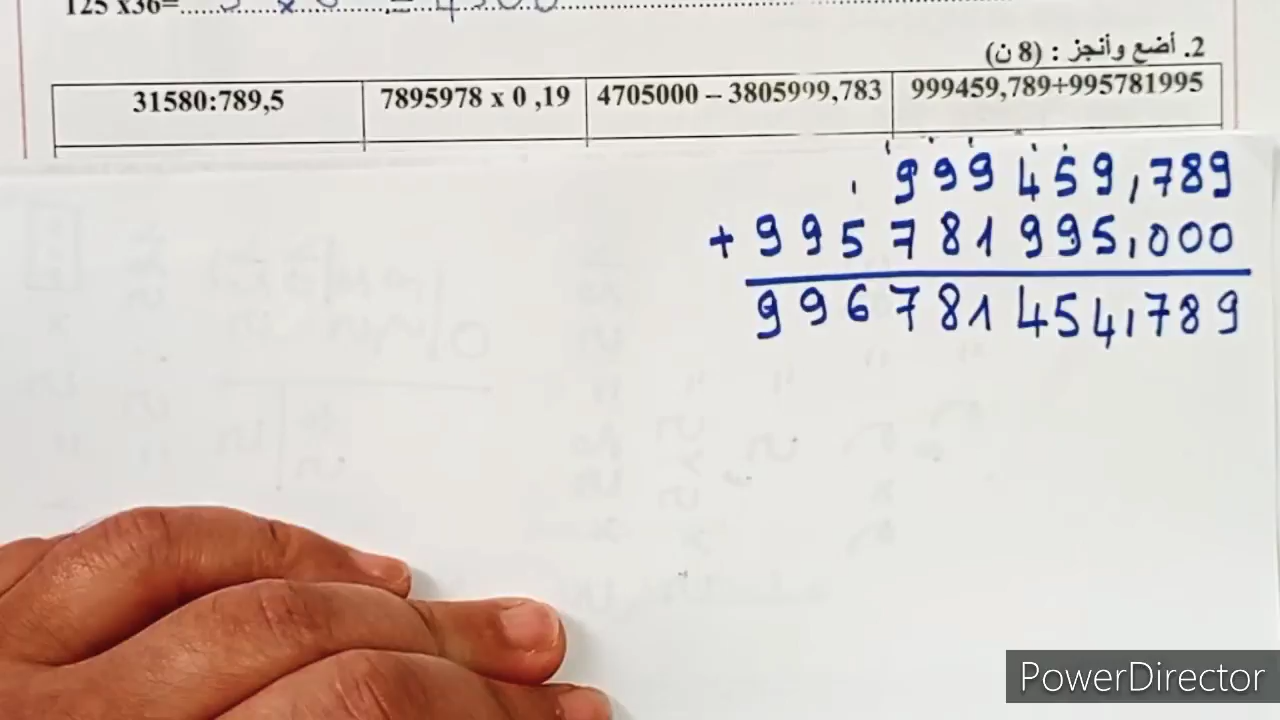 125 x36=
2. أضع وأنجز : (8 ن)
31580:789,5 7895978 x 0 ,19 4705000 – 3805999,783 999459,789+995781995
999459,789
+ 995781995,000
996781454,789
PowerDirector